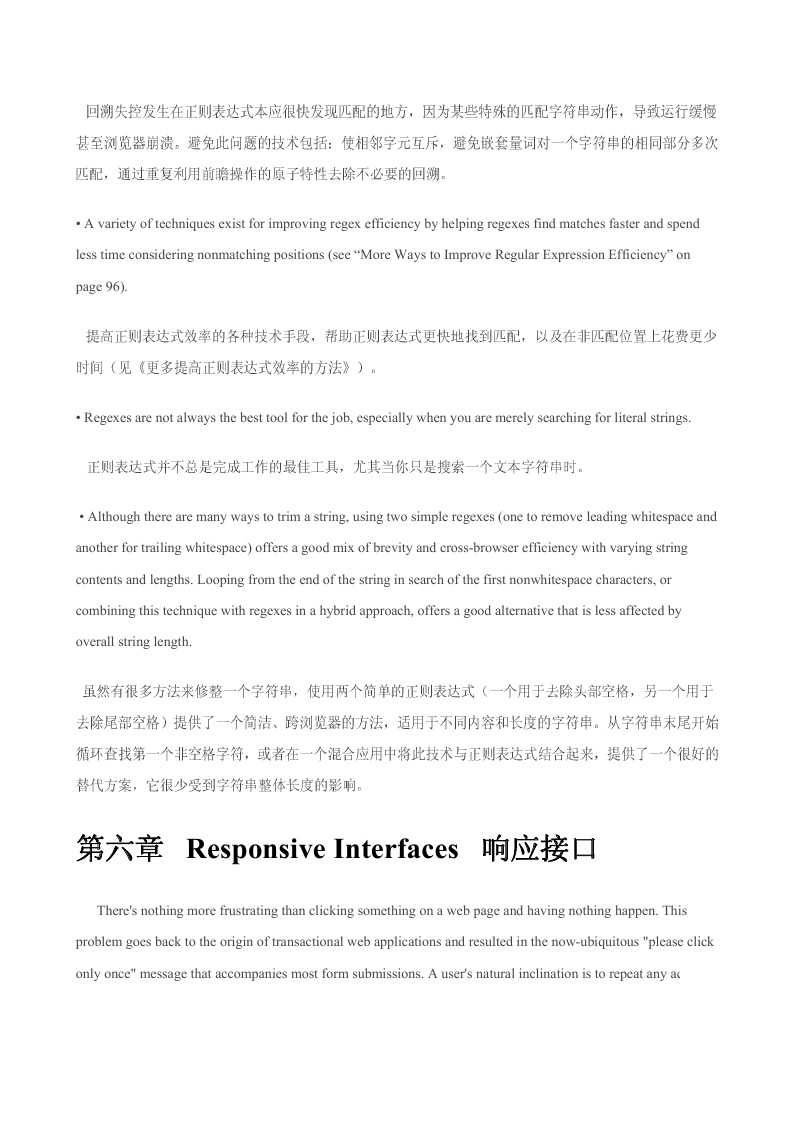 回溯失控发生在正则表达式本应很快发现匹配的地方，因为某些特殊的匹配字符串动作，导致运行缓慢
甚至浏览器崩溃。避免此问题的技术包括：使相邻字元互斥，避免嵌套量词对一个字符串的相同部分多次
匹配，通过重复利用前瞻操作的原子特性去除不必要的回溯。
• A variety of techniques exist for improving regex efficiency by helping regexes find matches faster and spend
less time considering nonmatching positions (see “More Ways to Improve Regular Expression Efficiency” on
page 96).
提高正则表达式效率的各种技术手段，帮助正则表达式更快地找到匹配，以及在非匹配位置上花费更少
时间（见《更多提高正则表达式效率的方法》）。
• Regexes are not always the best tool for the job, especially when you are merely searching for literal strings.
正则表达式并不总是完成工作的最佳工具，尤其当你只是搜索一个文本字符串时。
• Although there are many ways to trim a string, using two simple regexes (one to remove leading whitespace and
another for trailing whitespace) offers a good mix of brevity and cross-browser efficiency with varying string
contents and lengths. Looping from the end of the string in search of the first nonwhitespace characters, or
combining this technique with regexes in a hybrid approach, offers a good alternative that is less affected by
overall string length.
虽然有很多方法来修整一个字符串，使用两个简单的正则表达式（一个用于去除头部空格，另一个用于
去除尾部空格）提供了一个简洁、跨浏览器的方法，适用于不同内容和长度的字符串。从字符串末尾开始
循环查找第一个非空格字符，或者在一个混合应用中将此技术与正则表达式结合起来，提供了一个很好的
替代方案，它很少受到字符串整体长度的影响。
第六章 Responsive Interfaces 响应接口
There's nothing more frustrating than clicking something on a web page and having nothing happen. This
problem goes back to the origin of transactional web applications and resulted in the now-ubiquitous "please click
only once" message that accompanies most form submissions. A user's natural inclination is to repeat any